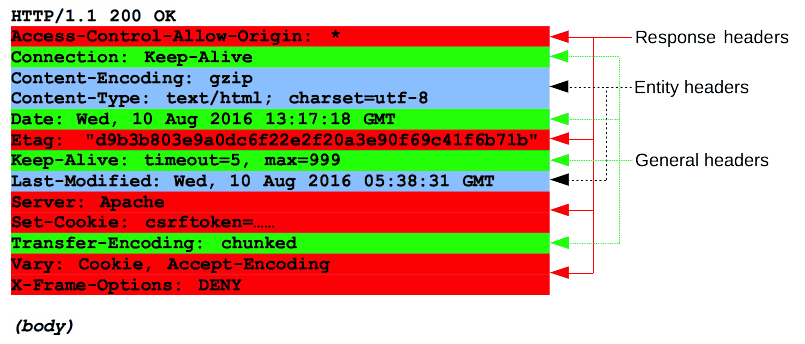 HTTP/1.1 200 OK
Access-Control-Allow-Origin: *
Connection: Keep-Alive
Content-Encoding: gzip
Content-Type: text/html; charset=utf-8
Date: Wed, 10 Aug 2016 13:17:18 GMT
Etag: "d9b3b803e9a0dc6f22e2f20a3e90f69c41f6b71b"
Keep-Alive: timeout=5, max=999
Last-Modified: Wed, 10 Aug 2016 05:38:31 GMT
Server: Apache
Set-Cookie: csrftoken=……
Transfer-Encoding: chunked
Vary: Cookie, Accept-Encoding
X-Frame-Options: DENY
(body)
Response headers
Entity headers
General headers